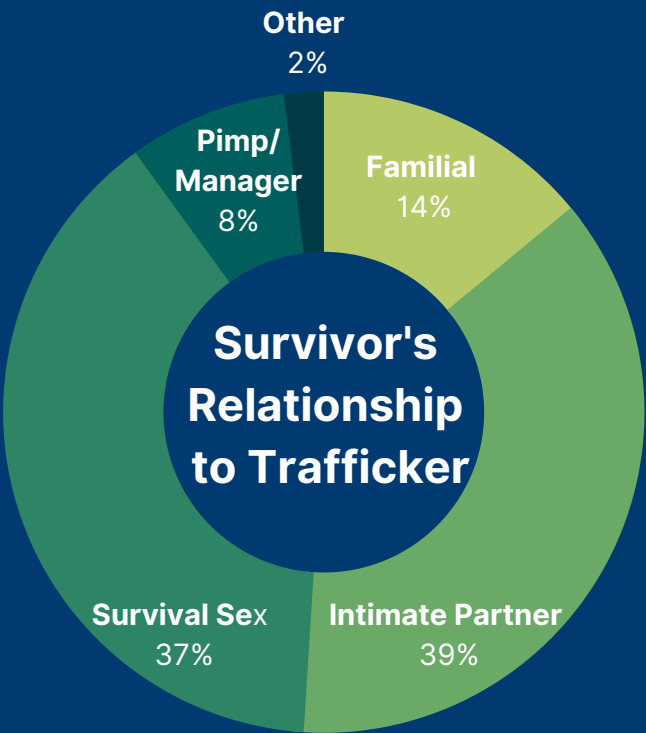 Other
2%
Pimp/
Manager
8%
Familial
14%
Survivor's
Relationship
to Trafficker
Survival Sex
37%
Intimate Partner
39%